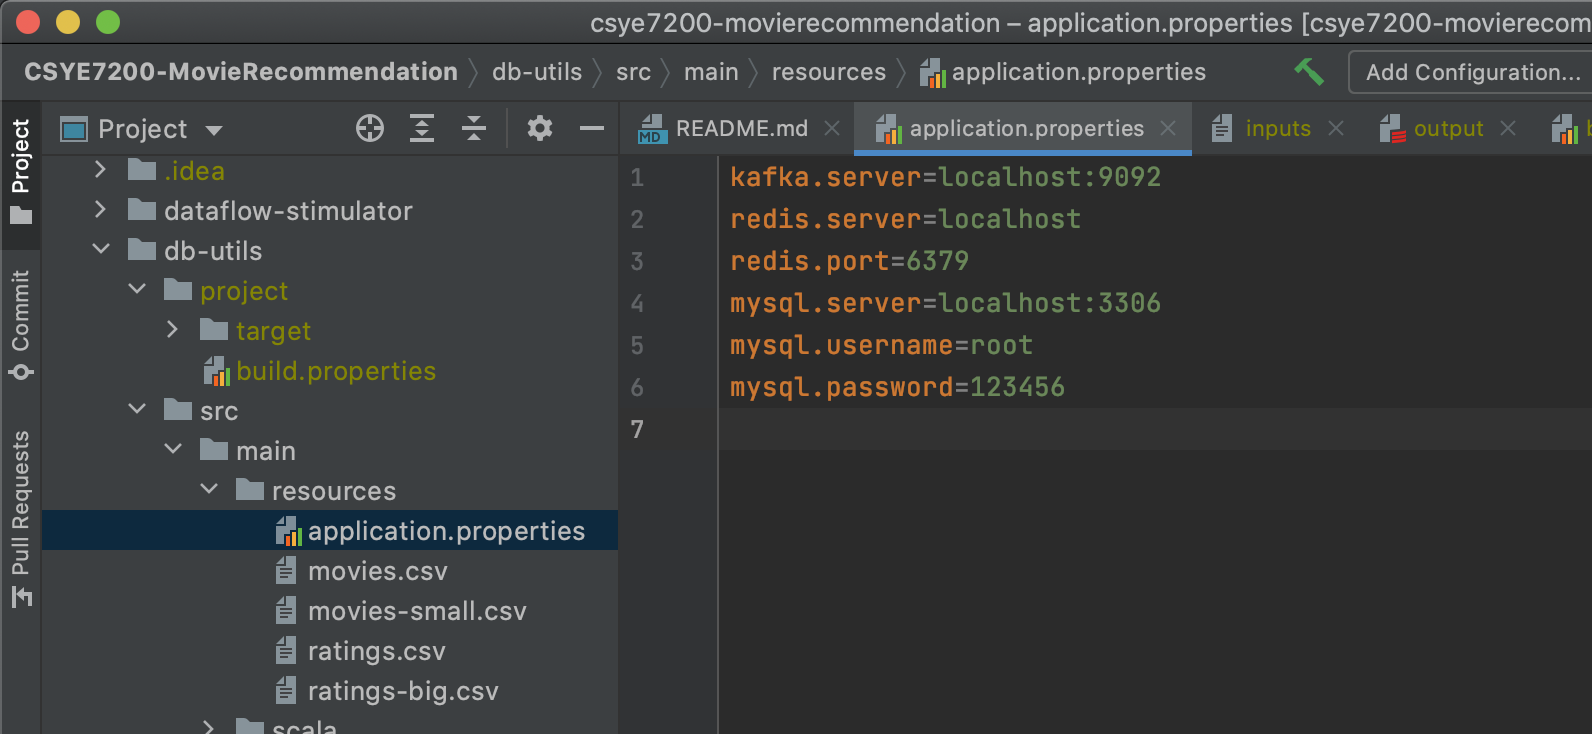 csye7200-movierecommendation – application.properties [csye7200-movierecom
CSYE7200-MovieRecommendation db-utils src main resources application.properties Add Configuration...
Project
Commit
Pull Requests
Project
README.md application.properties inputs output
.idea
dataflow-stimulator
db-utils
project
target
build.properties
src
main
resources
application.properties
movies.csv
movies-small.csv
ratings.csv
ratings-big.csv
scala
1 kafka.server=localhost:9092
2 redis.server=localhost
3 redis.port=6379
4 mysql.server=localhost:3306
5 mysql.username=root
6 mysql.password=123456
7